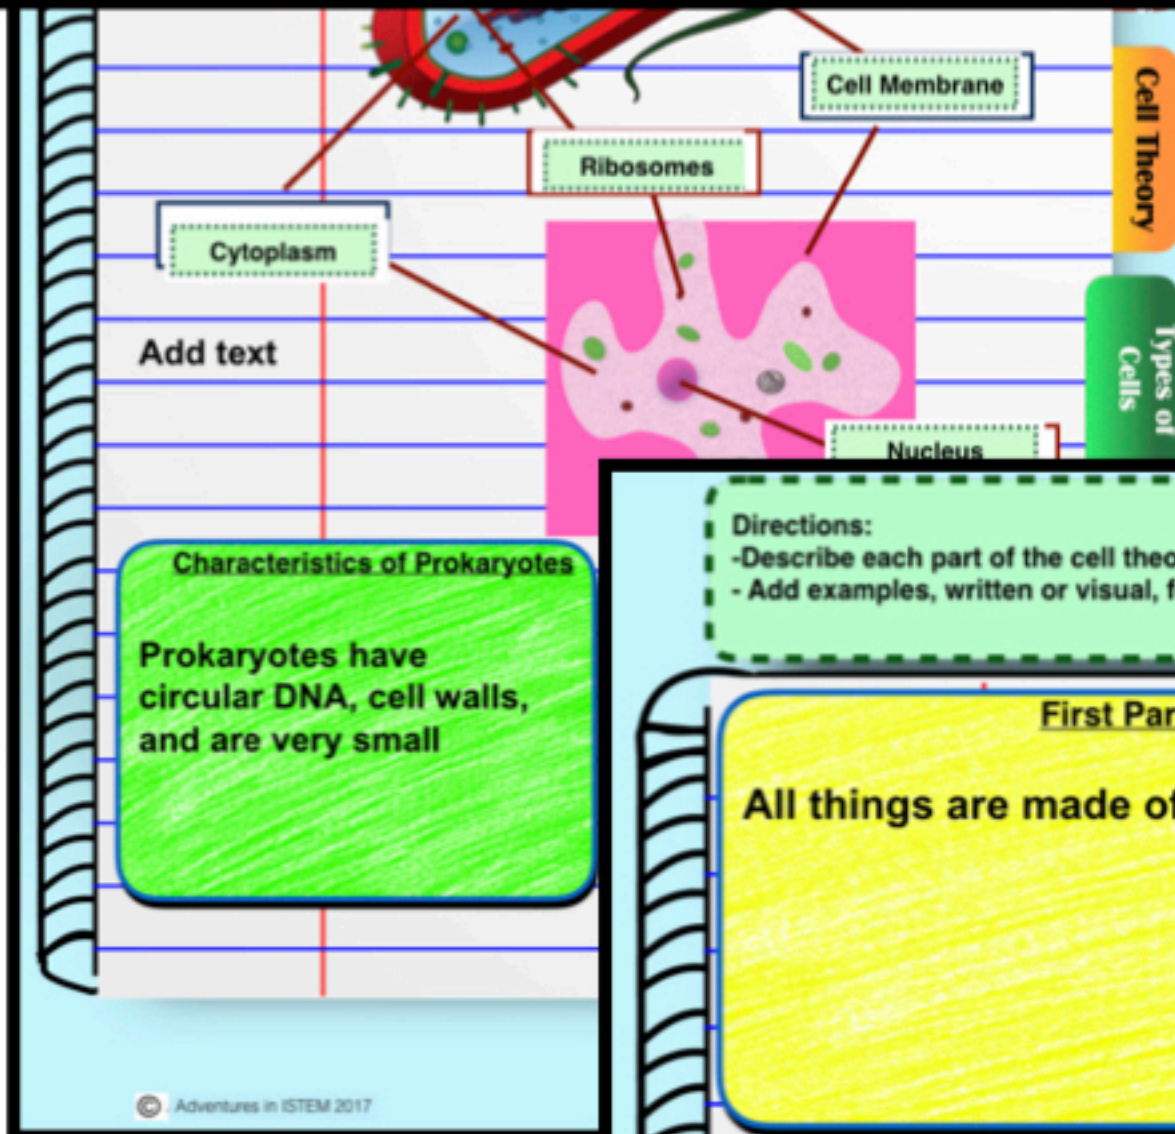 Cell Membrane
Ribosomes
Cytoplasm
Cell Theory
Add text
Types of
Cells
Nucleus
Characteristics of Prokaryotes
Prokaryotes have
circular DNA, cell walls,
and are very small
© Adventures in ISTEM 2017
Directions:
-Describe each part of the cell
- Add examples, written or visual,
First
All things are made of